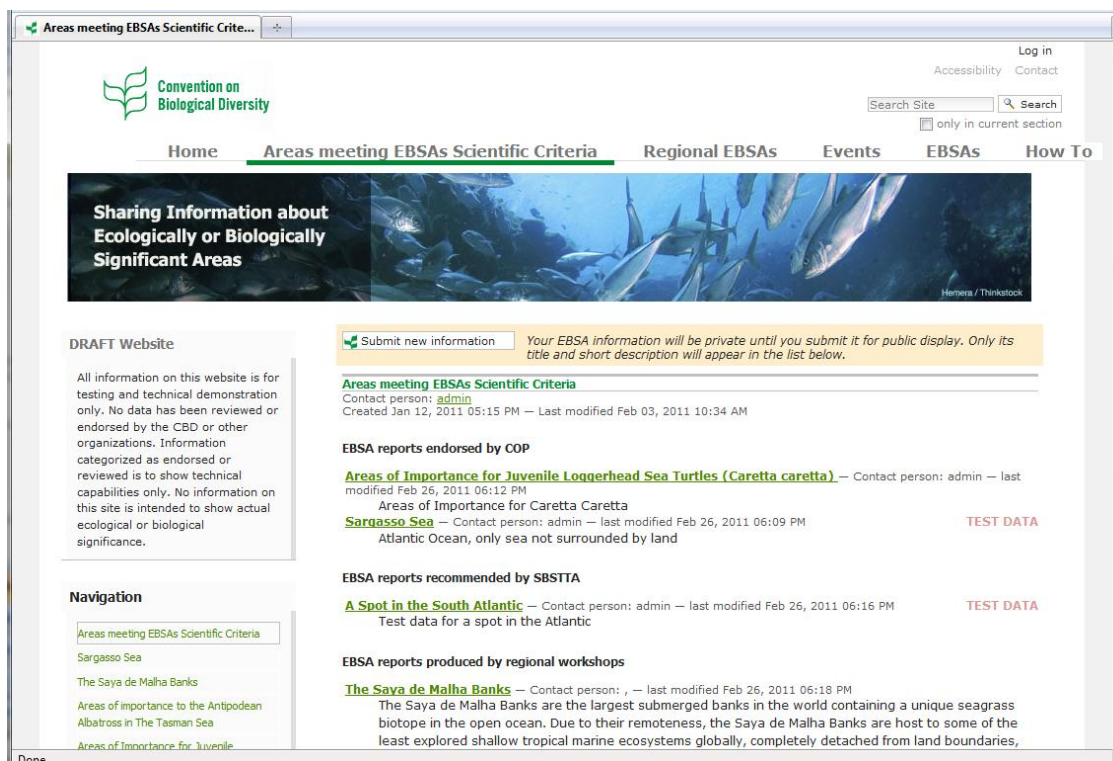 Areas meeting EBSAs Scientific Crite...
Log in
Accessibility Contact
Convention on
Biological Diversity
Search Site Search
only in current section
Home Areas meeting EBSAs Scientific Criteria Regional EBSAs Events EBSAs How To
Sharing Information about
Ecologically or Biologically
Significant Areas
Hemera / Thinkstock
DRAFT Website
All information on this website is for
testing and technical demonstration
only. No data has been reviewed or
endorsed by the CBD or other
organizations. Information
categorized as endorsed or
reviewed is to show technical
capabilities only. No information on
this site is intended to show actual
ecological or biological
significance.
Navigation
Areas meeting EBSAs Scientific Criteria
Sargasso Sea
The Saya de Malha Banks
Areas of importance to the Antipodean
Albatross in The Tasman Sea
Areas of Importance for Juvenile
Submit new information
Your EBSA information will be private until you submit it for public display. Only its
title and short description will appear in the list below.
Areas meeting EBSAs Scientific Criteria
Contact person: admin
Created Jan 12, 2011 05:15 PM — Last modified Feb 03, 2011 10:34 AM
EBSA reports endorsed by COP
Areas of Importance for Juvenile Loggerhead Sea Turtles (Caretta caretta) — Contact person: admin — last
modified Feb 26, 2011 06:12 PM
Areas of Importance for Caretta Caretta
Sargasso Sea — Contact person: admin — last modified Feb 26, 2011 06:09 PM TEST DATA
Atlantic Ocean, only sea not surrounded by land
EBSA reports recommended by SBSTTA
A Spot in the South Atlantic — Contact person: admin — last modified Feb 26, 2011 06:16 PM TEST DATA
Test data for a spot in the Atlantic
EBSA reports produced by regional workshops
The Saya de Malha Banks — Contact person: , — last modified Feb 26, 2011 06:18 PM
The Saya de Malha Banks are the largest submerged banks in the world containing a unique seagrass
biotope in the open ocean. Due to their remoteness, the Saya de Malha Banks are host to some of the
least explored shallow tropical marine ecosystems globally, completely detached from land boundaries,
Done